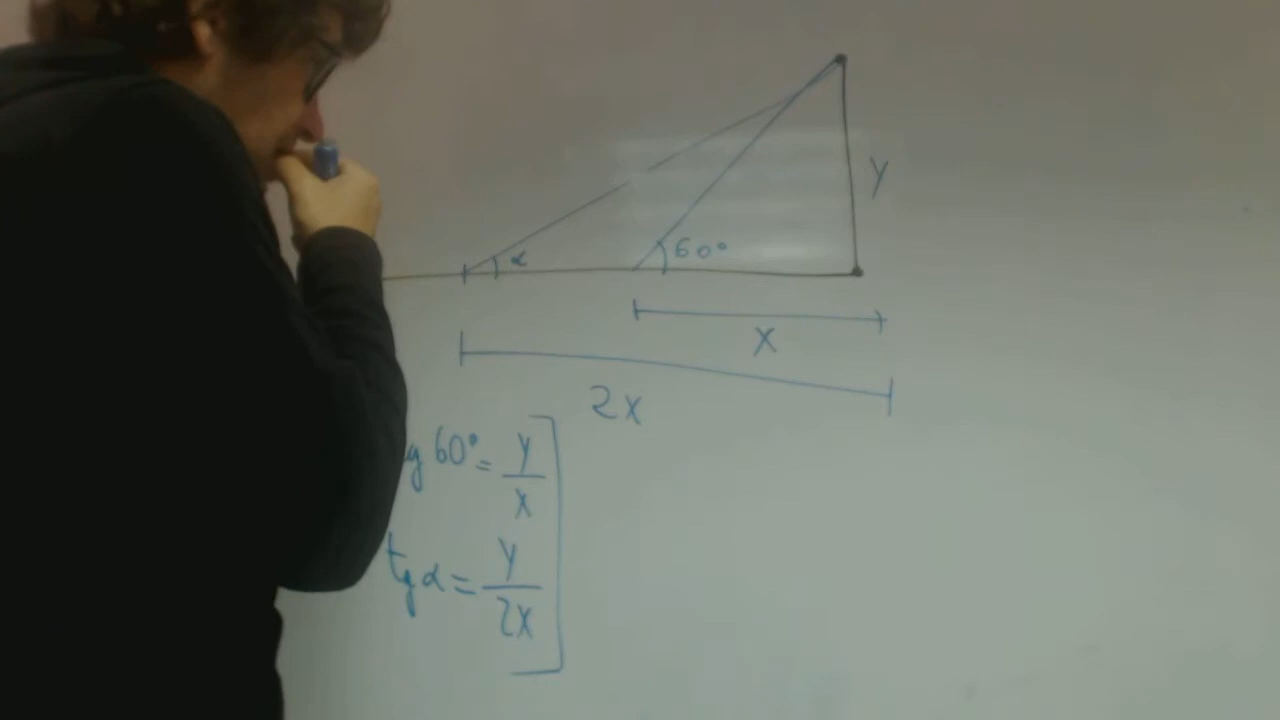 y
α
60°
x
2x
g 60° = y/x
tg α = y/2x